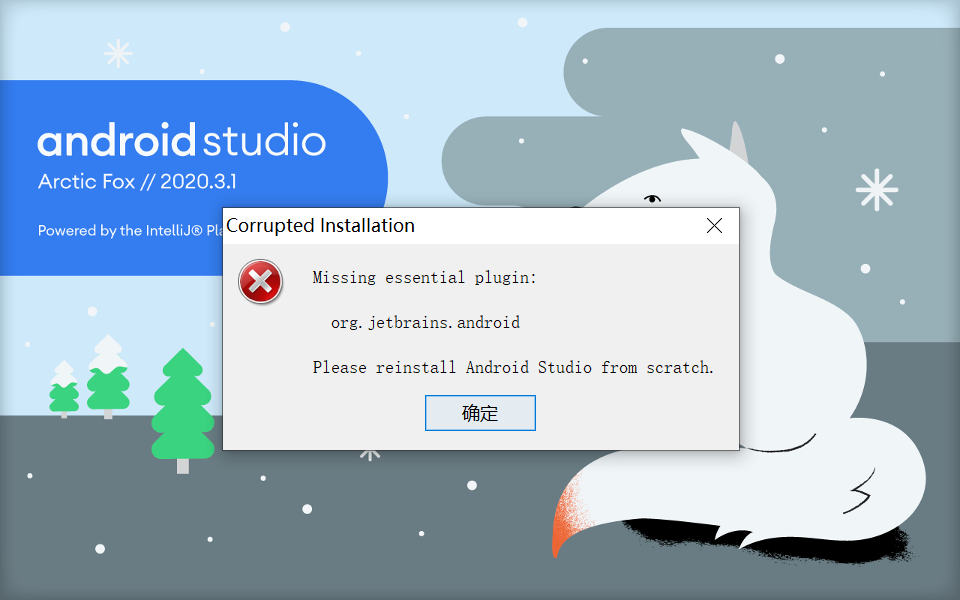 android studio
Arctic Fox // 2020.3.1
Powered by the IntelliJ® Pla
Corrupted Installation
Missing essential plugin:
org.jetbrains.android
Please reinstall Android Studio from scratch.
确定